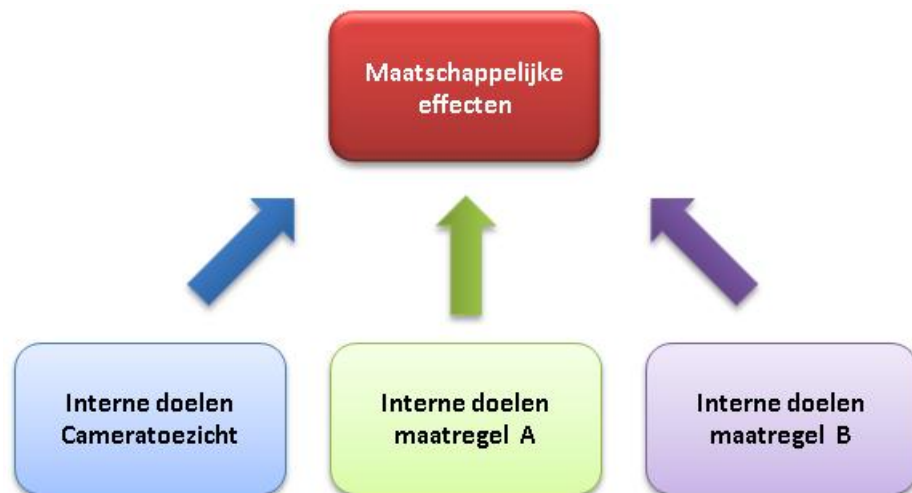 Maatschappelijke
effecten
Interne doelen
Cameratoezicht
Interne doelen
maatregel A
Interne doelen
maatregel B